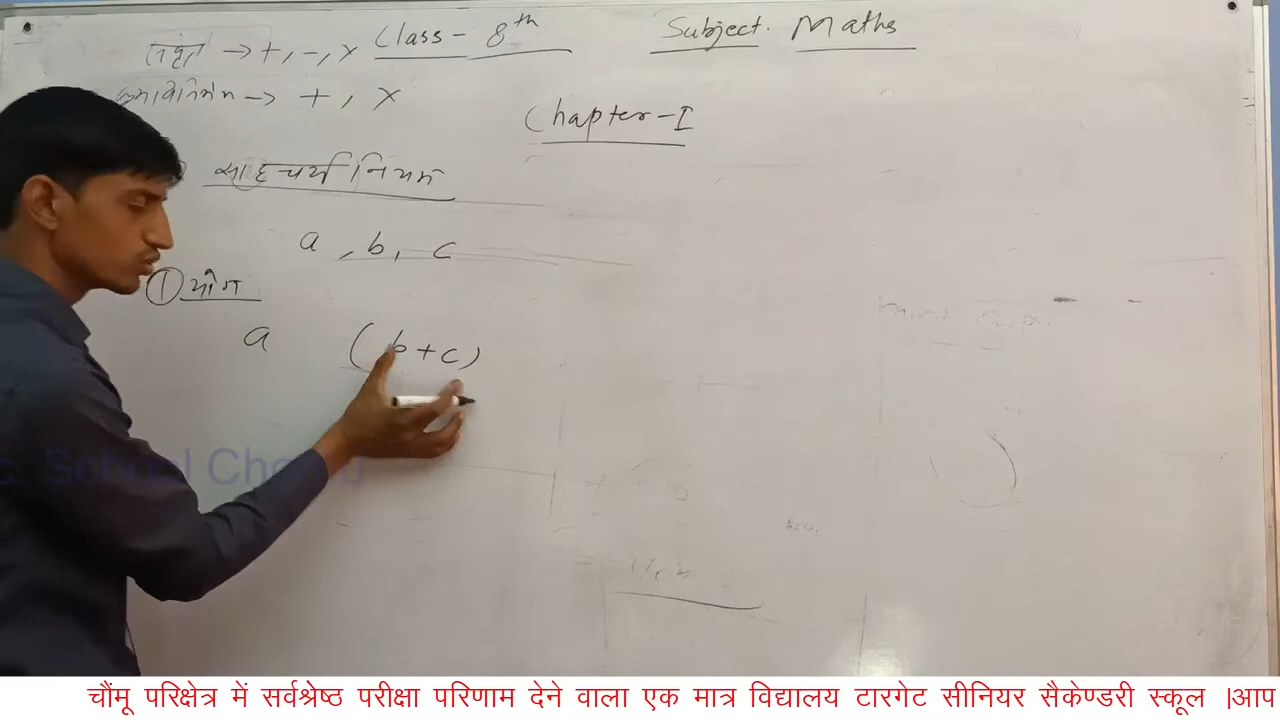 Class- 8th Subject. Maths
संवृत → +, -, ×
क्रमविनिमेय → +, ×
Chapter-I
साहचर्य नियम
a, b, c
① योग
a (b+c)
चौंमू परिक्षेत्र में सर्वश्रेष्ठ परीक्षा परिणाम देने वाला एक मात्र विद्यालय टारगेट सीनियर सैकेण्डरी स्कूल |आप